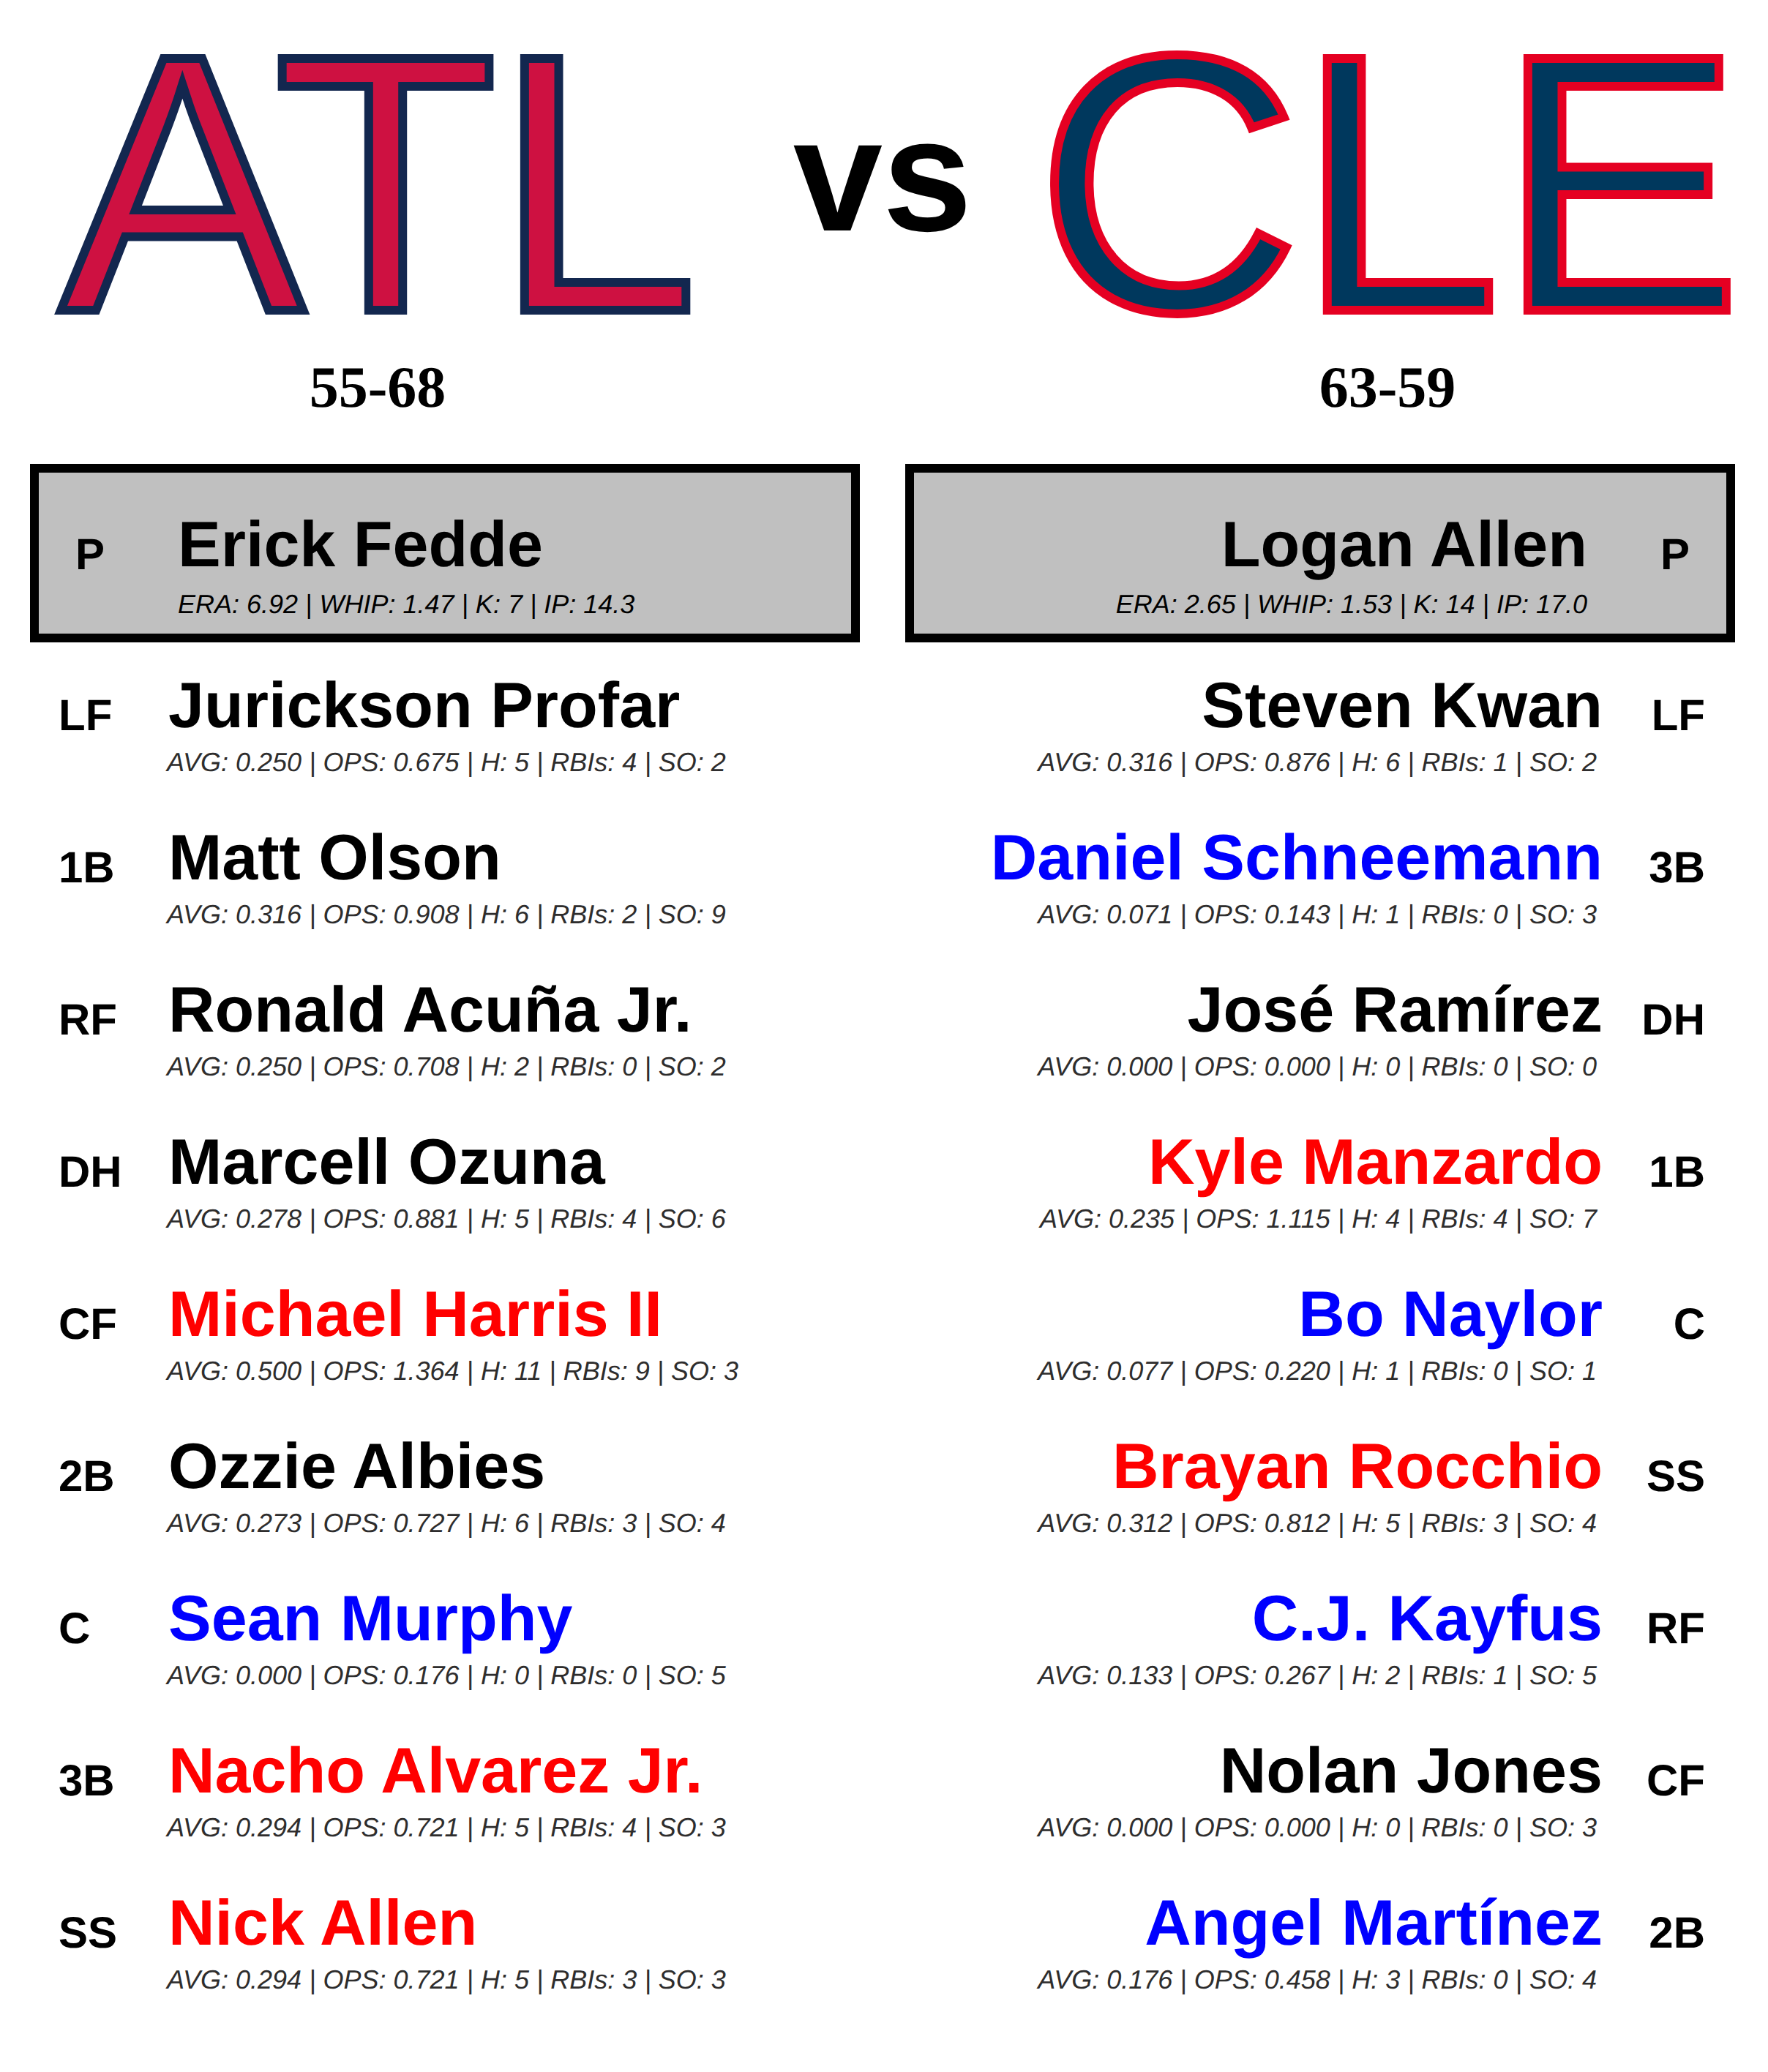 ATL vs CLE
55-68 63-59
P Erick Fedde
ERA: 6.92 | WHIP: 1.47 | K: 7 | IP: 14.3
Logan Allen P
ERA: 2.65 | WHIP: 1.53 | K: 14 | IP: 17.0
LF Jurickson Profar
AVG: 0.250 | OPS: 0.675 | H: 5 | RBIs: 4 | SO: 2
1B Matt Olson
AVG: 0.316 | OPS: 0.908 | H: 6 | RBIs: 2 | SO: 9
RF Ronald Acuña Jr.
AVG: 0.250 | OPS: 0.708 | H: 2 | RBIs: 0 | SO: 2
DH Marcell Ozuna
AVG: 0.278 | OPS: 0.881 | H: 5 | RBIs: 4 | SO: 6
CF Michael Harris II
AVG: 0.500 | OPS: 1.364 | H: 11 | RBIs: 9 | SO: 3
2B Ozzie Albies
AVG: 0.273 | OPS: 0.727 | H: 6 | RBIs: 3 | SO: 4
C Sean Murphy
AVG: 0.000 | OPS: 0.176 | H: 0 | RBIs: 0 | SO: 5
3B Nacho Alvarez Jr.
AVG: 0.294 | OPS: 0.721 | H: 5 | RBIs: 4 | SO: 3
SS Nick Allen
AVG: 0.294 | OPS: 0.721 | H: 5 | RBIs: 3 | SO: 3
Steven Kwan LF
AVG: 0.316 | OPS: 0.876 | H: 6 | RBIs: 1 | SO: 2
Daniel Schneemann 3B
AVG: 0.071 | OPS: 0.143 | H: 1 | RBIs: 0 | SO: 3
José Ramírez DH
AVG: 0.000 | OPS: 0.000 | H: 0 | RBIs: 0 | SO: 0
Kyle Manzardo 1B
AVG: 0.235 | OPS: 1.115 | H: 4 | RBIs: 4 | SO: 7
Bo Naylor C
AVG: 0.077 | OPS: 0.220 | H: 1 | RBIs: 0 | SO: 1
Brayan Rocchio SS
AVG: 0.312 | OPS: 0.812 | H: 5 | RBIs: 3 | SO: 4
C.J. Kayfus RF
AVG: 0.133 | OPS: 0.267 | H: 2 | RBIs: 1 | SO: 5
Nolan Jones CF
AVG: 0.000 | OPS: 0.000 | H: 0 | RBIs: 0 | SO: 3
Angel Martínez 2B
AVG: 0.176 | OPS: 0.458 | H: 3 | RBIs: 0 | SO: 4